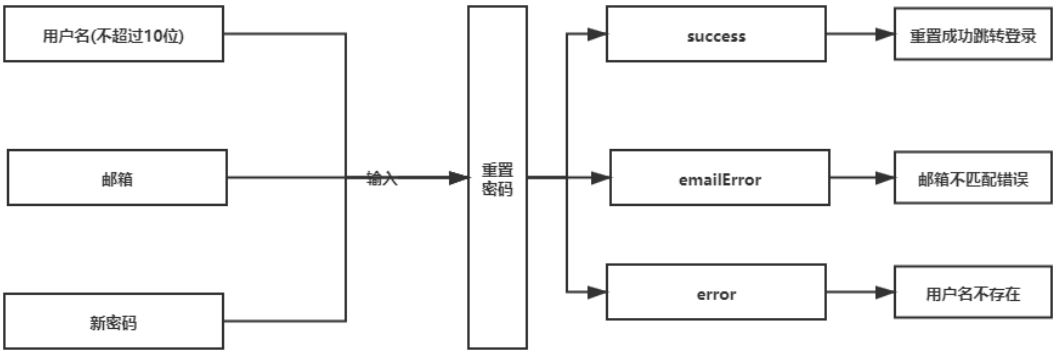 用户名(不超过10位)
success
重置成功跳转登录
邮箱
输入
重置
密码
emailError
邮箱不匹配错误
新密码
error
用户名不存在